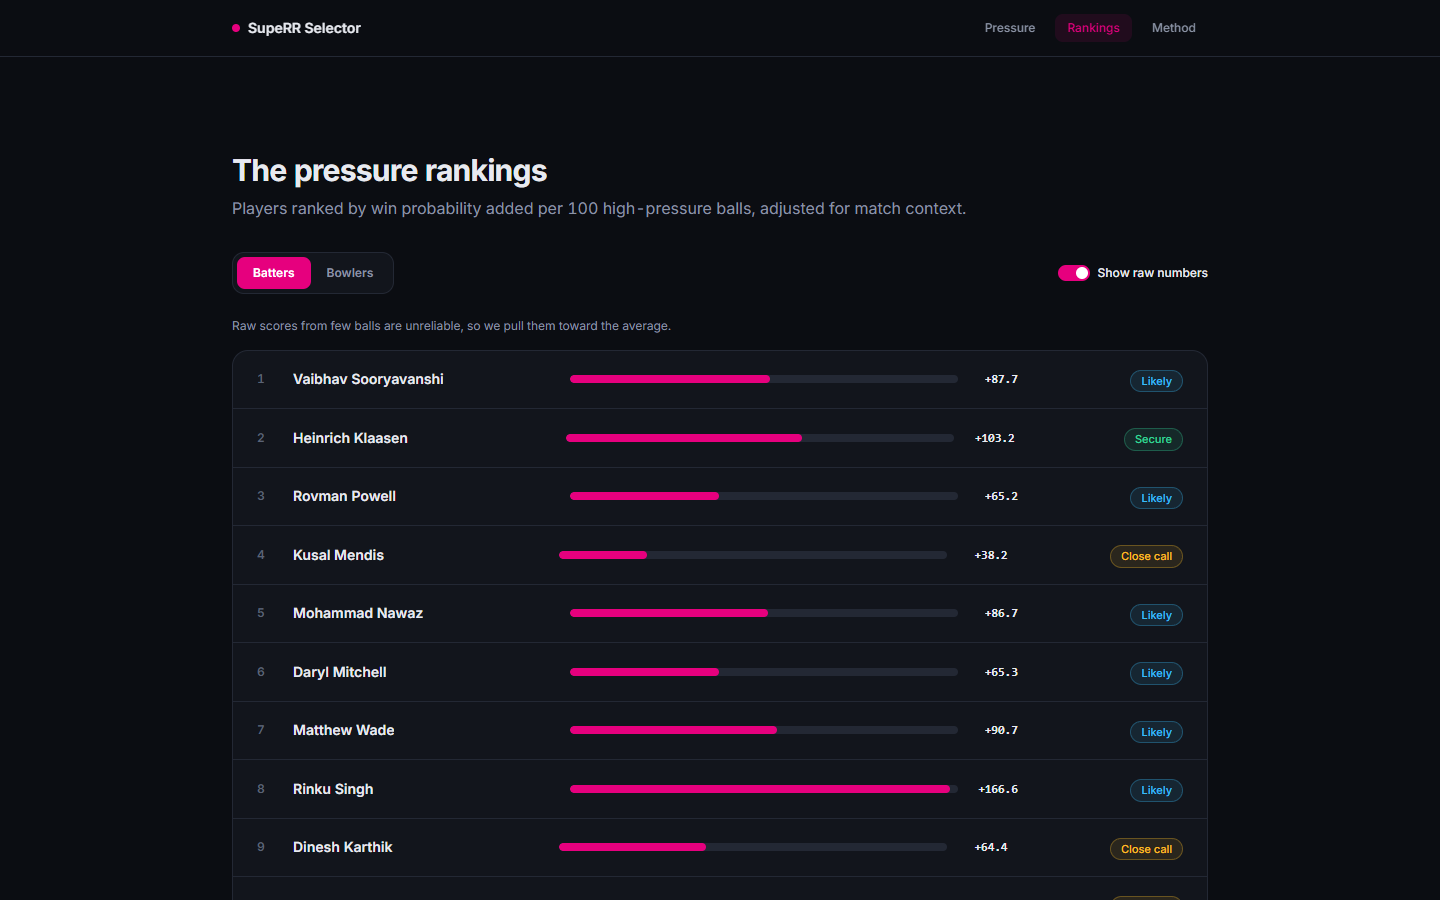 SupeRR Selector
Pressure Rankings Method
The pressure rankings
Players ranked by win probability added per 100 high-pressure balls, adjusted for match context.
Batters Bowlers Show raw numbers
Raw scores from few balls are unreliable, so we pull them toward the average.
1 Vaibhav Sooryavanshi +87.7 Likely
2 Heinrich Klaasen +103.2 Secure
3 Rovman Powell +65.2 Likely
4 Kusal Mendis +38.2 Close call
5 Mohammad Nawaz +86.7 Likely
6 Daryl Mitchell +65.3 Likely
7 Matthew Wade +90.7 Likely
8 Rinku Singh +166.6 Likely
9 Dinesh Karthik +64.4 Close call